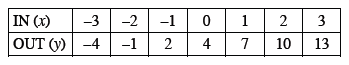 IN (x) –3 –2 –1 0 1 2 3
OUT (y) –4 –1 2 4 7 10 13